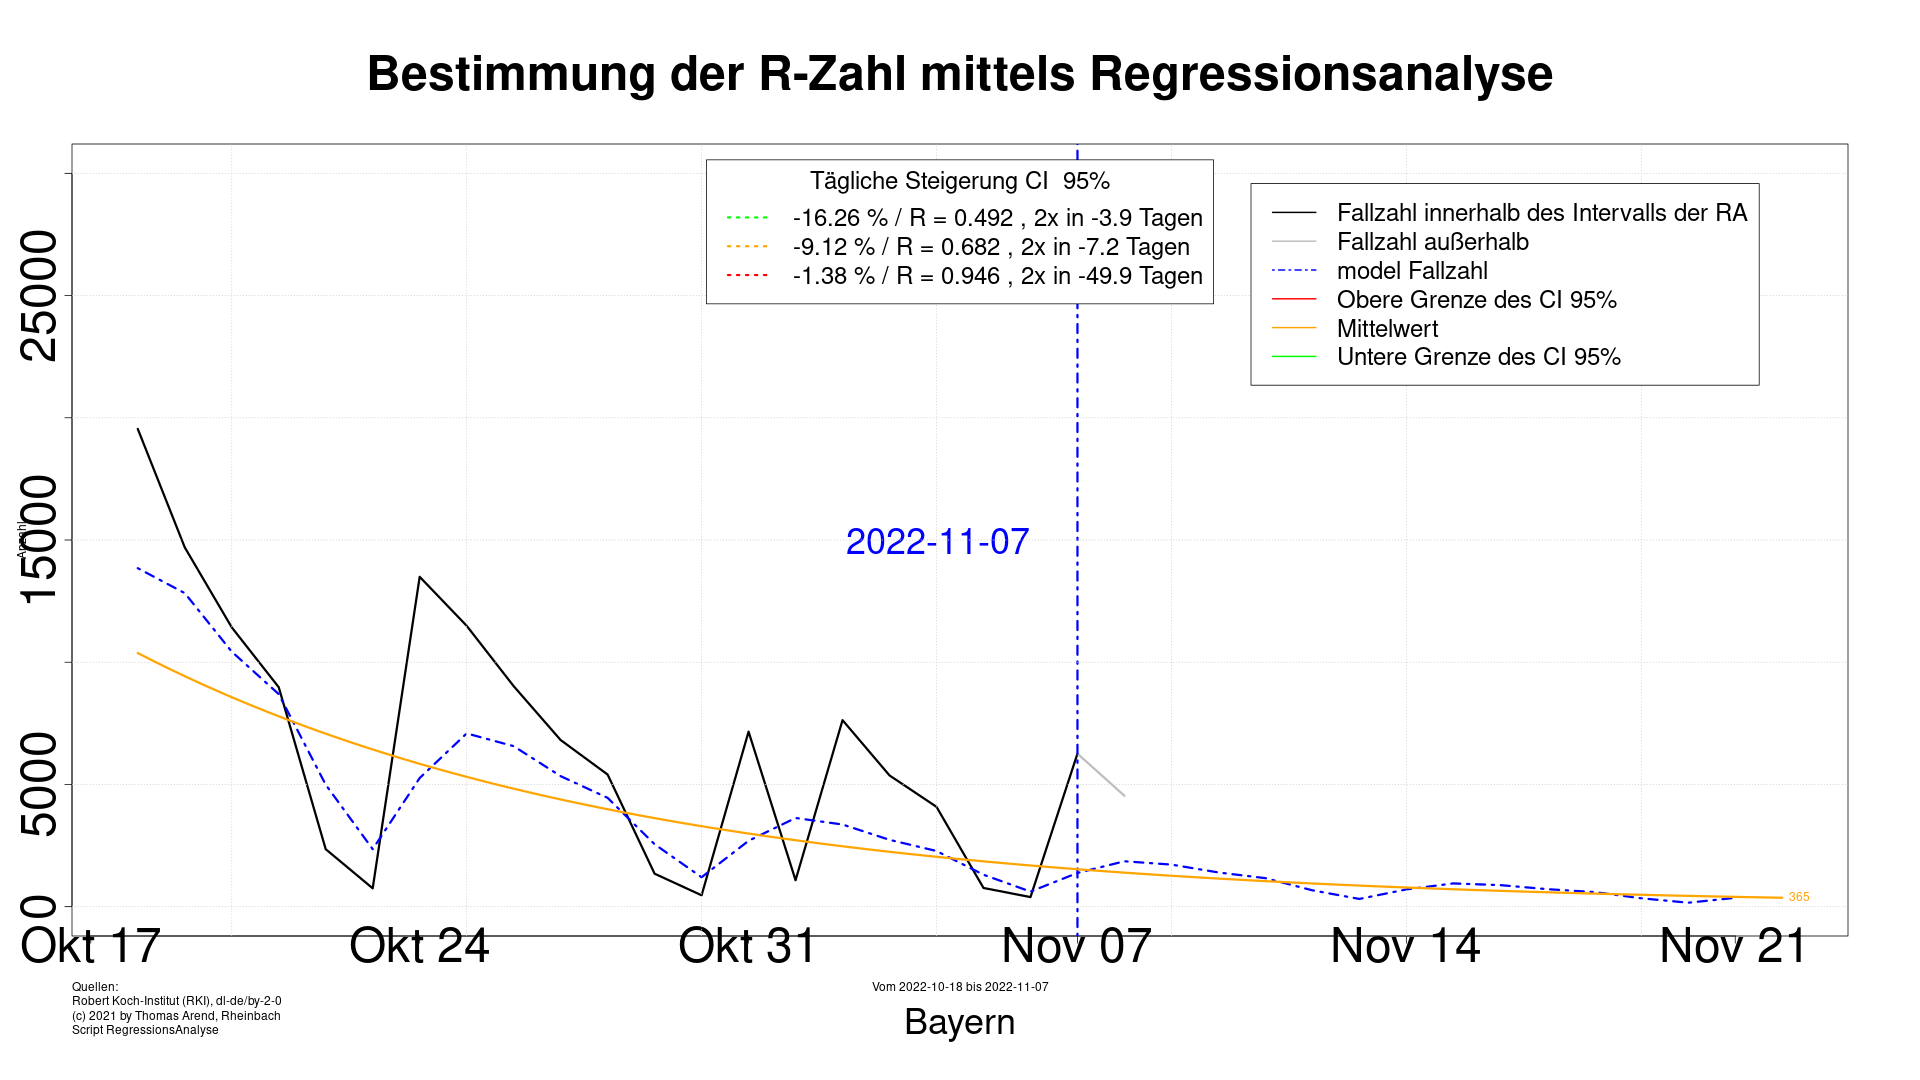 Bestimmung der R-Zahl mittels Regressionsanalyse
Tägliche Steigerung CI  95%
-16.26 % / R = 0.492 , 2x in -3.9 Tagen
-9.12 % / R = 0.682 , 2x in -7.2 Tagen
-1.38 % / R = 0.946 , 2x in -49.9 Tagen
Fallzahl innerhalb des Intervalls der RA
Fallzahl außerhalb
model Fallzahl
Obere Grenze des CI 95%
Mittelwert
Untere Grenze des CI 95%
25000
15000
5000
0
Anzahl
2022-11-07
365
Okt 17
Okt 24
Okt 31
Nov 07
Nov 14
Nov 21
Quellen:
Robert Koch-Institut (RKI), dl-de/by-2-0
(c) 2021 by Thomas Arend, Rheinbach
Script RegressionsAnalyse
Vom 2022-10-18 bis 2022-11-07
Bayern